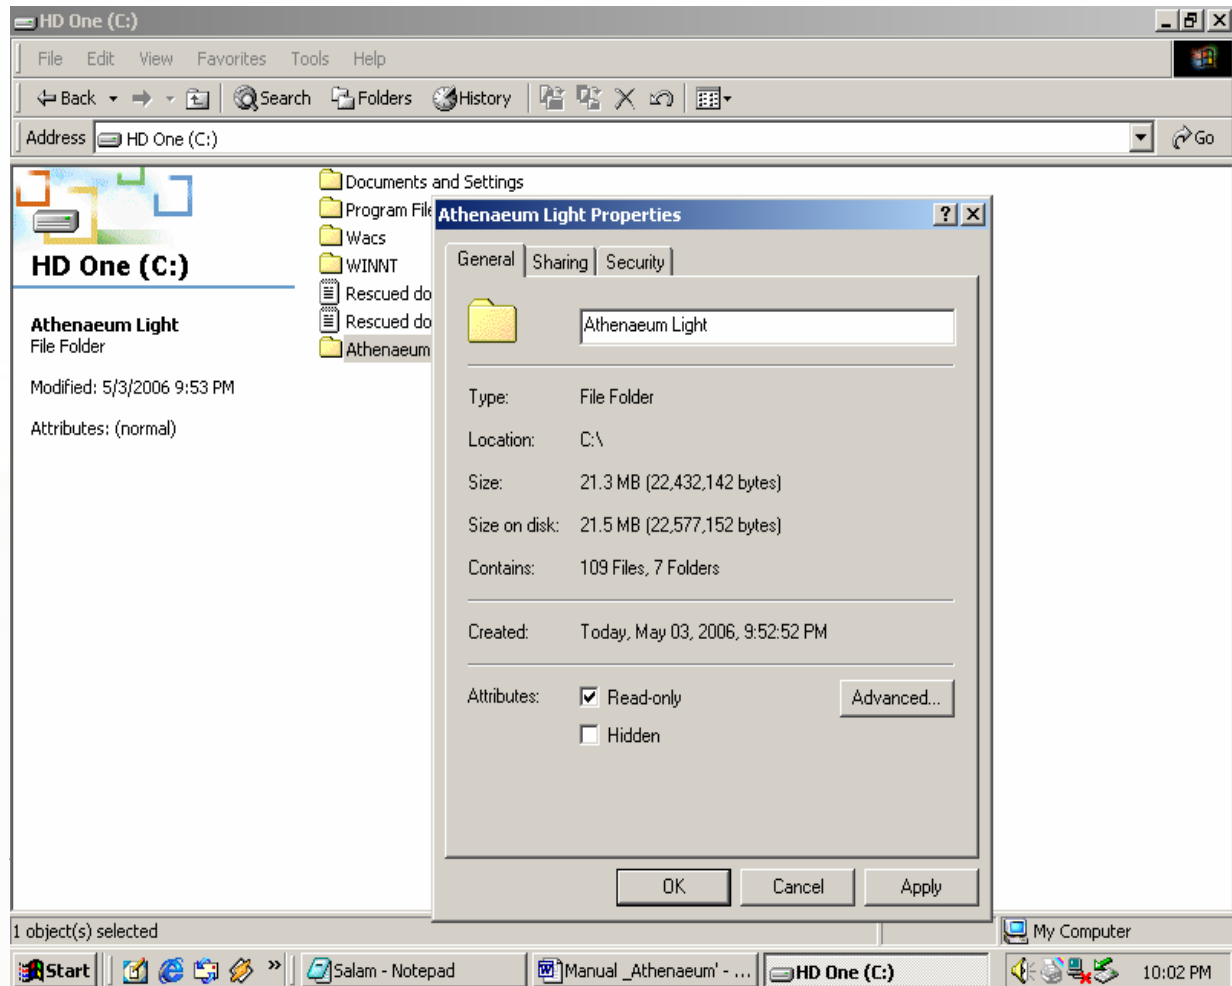 HD One (C:)
File Edit View Favorites Tools Help
Back Search Folders History
Address HD One (C:) Go
HD One (C:)
Athenaeum Light
File Folder
Modified: 5/3/2006 9:53 PM
Attributes: (normal)
Documents and Settings
Program File
Wacs
WINNT
Rescued do
Rescued do
Athenaeum
Athenaeum Light Properties
General Sharing Security
Athenaeum Light
Type: File Folder
Location: C:\
Size: 21.3 MB (22,432,142 bytes)
Size on disk: 21.5 MB (22,577,152 bytes)
Contains: 109 Files, 7 Folders
Created: Today, May 03, 2006, 9:52:52 PM
Attributes: Read-only Advanced...
Hidden
OK Cancel Apply
1 object(s) selected My Computer
Start » Salam - Notepad Manual _Athenaeum' - ... HD One (C:) 10:02 PM